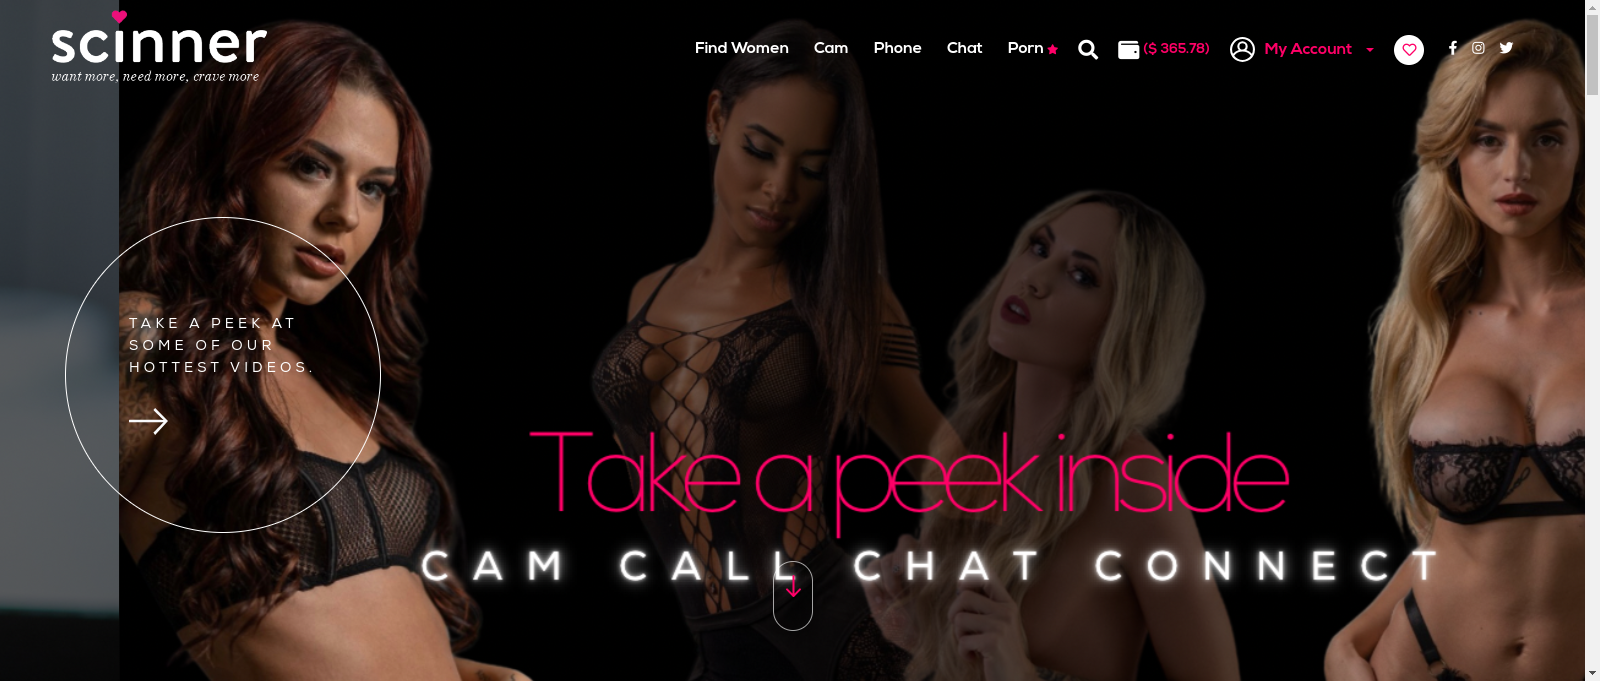 scinner
want more, need more, crave more
Find Women
Cam
Phone
Chat
Porn
($ 365.78)
My Account
TAKE A PEEK AT
SOME OF OUR
HOTTEST VIDEOS.
Take a peek inside
CAM CALL CHAT CONNECT